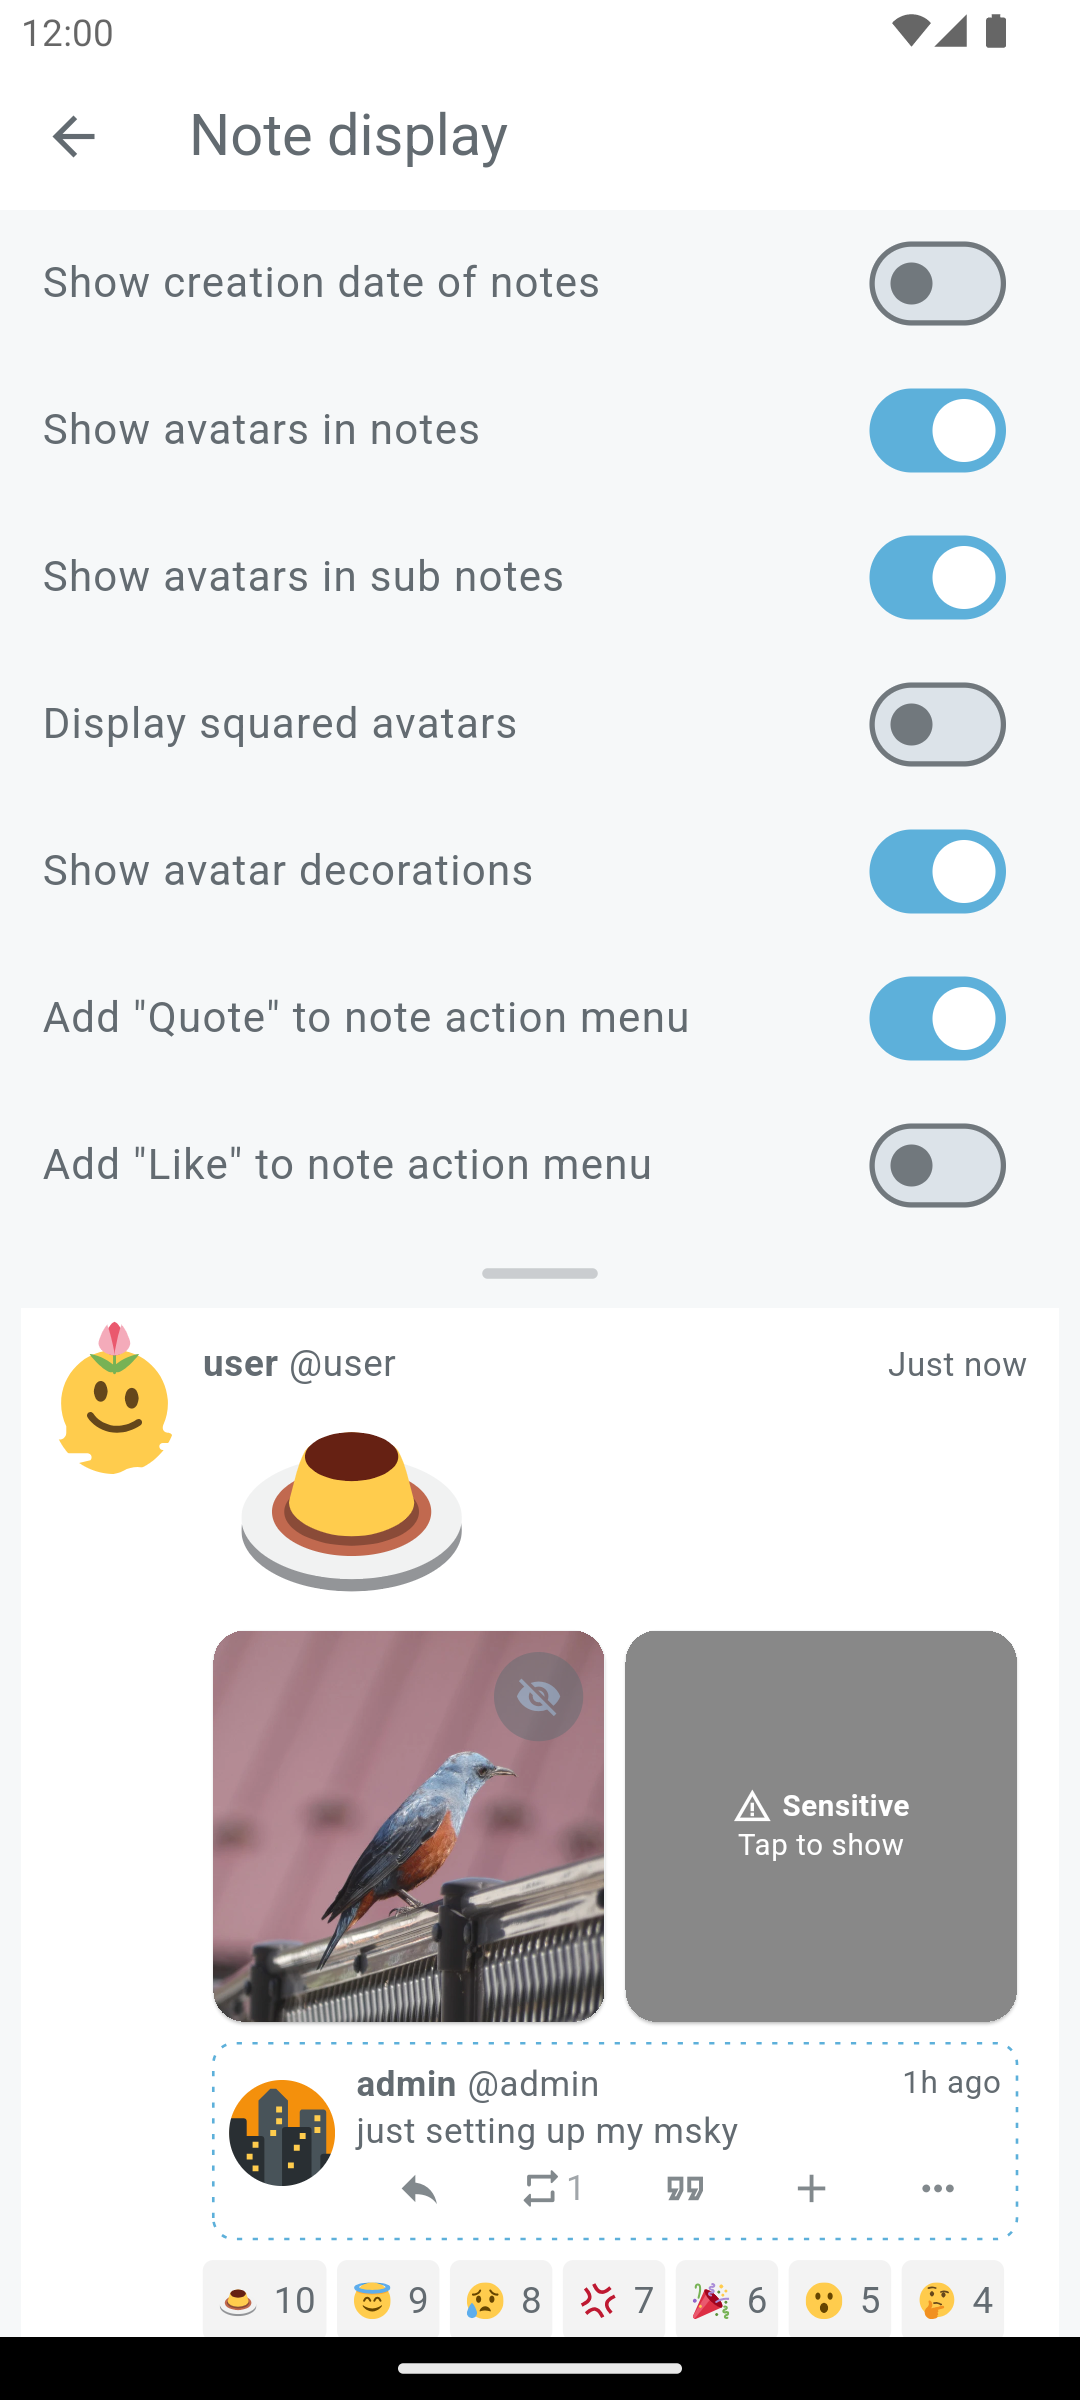 12:00
Note display
Show creation date of notes
Show avatars in notes
Show avatars in sub notes
Display squared avatars
Show avatar decorations
Add "Quote" to note action menu
Add "Like" to note action menu
user @user Just now
Sensitive
Tap to show
admin @admin 1h ago
just setting up my msky
1
10 9 8 7 6 5 4